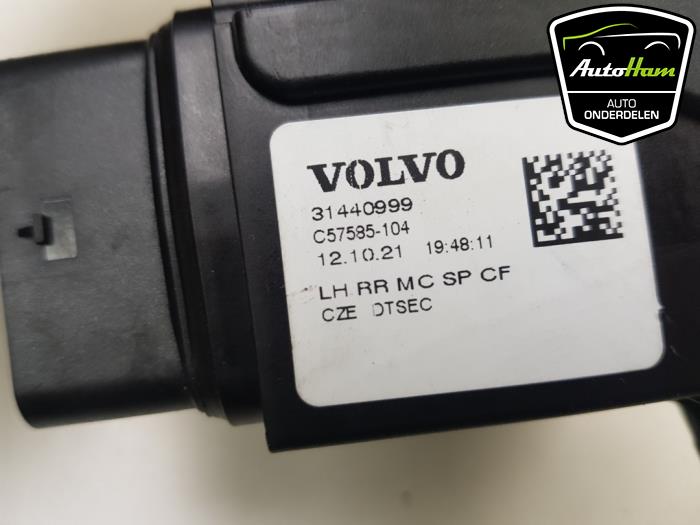 AutoHam
AUTO
ONDERDELEN
VOLVO
31440999
C57585-104
12.10.21 19:48:11
LH RR MC SP CF
CZE DTSEC